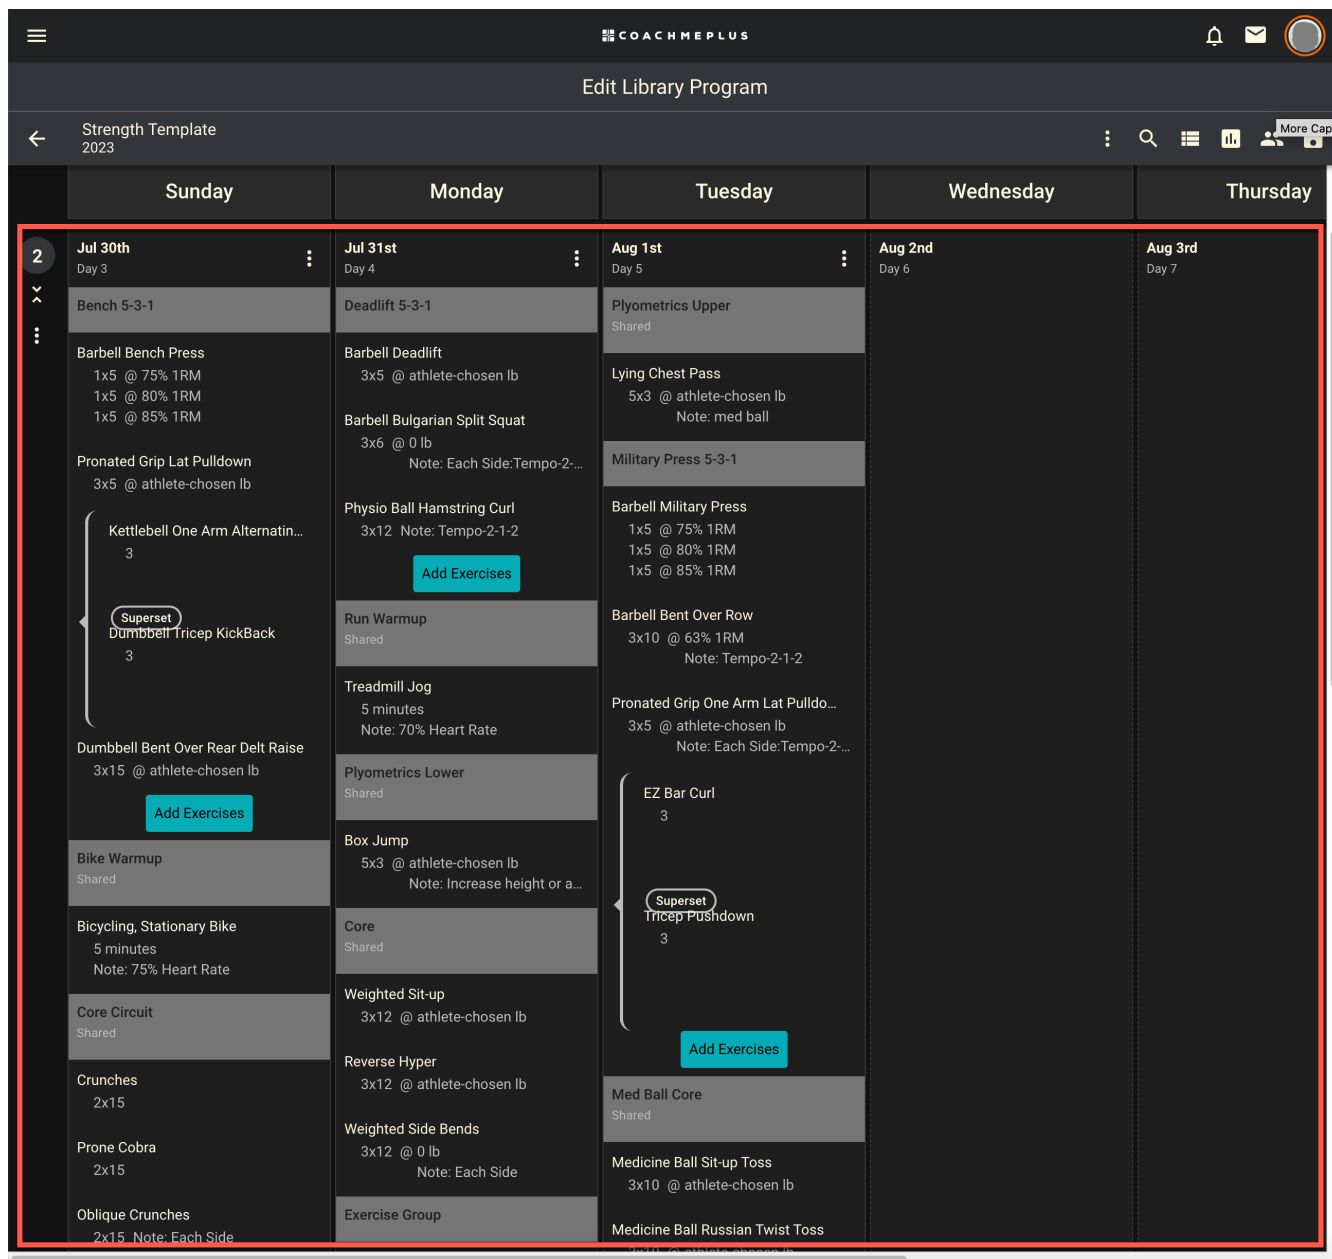 COACHMEPLUS
Edit Library Program
Strength Template
2023
More Cap
Sunday
Monday
Tuesday
Wednesday
Thursday
2
Jul 30th
Day 3
Bench 5-3-1
Barbell Bench Press
1x5 @ 75% 1RM
1x5 @ 80% 1RM
1x5 @ 85% 1RM
Pronated Grip Lat Pulldown
3x5 @ athlete-chosen lb
Kettlebell One Arm Alternatin...
3
Superset
Dumbbell Tricep KickBack
3
Dumbbell Bent Over Rear Delt Raise
3x15 @ athlete-chosen lb
Add Exercises
Bike Warmup
Shared
Bicycling, Stationary Bike
5 minutes
Note: 75% Heart Rate
Core Circuit
Shared
Crunches
2x15
Prone Cobra
2x15
Oblique Crunches
2x15 Note: Each Side
Jul 31st
Day 4
Deadlift 5-3-1
Barbell Deadlift
3x5 @ athlete-chosen lb
Barbell Bulgarian Split Squat
3x6 @ 0 lb
Note: Each Side:Tempo-2-...
Physio Ball Hamstring Curl
3x12 Note: Tempo-2-1-2
Add Exercises
Run Warmup
Shared
Treadmill Jog
5 minutes
Note: 70% Heart Rate
Plyometrics Lower
Shared
Box Jump
5x3 @ athlete-chosen lb
Note: Increase height or a...
Core
Shared
Weighted Sit-up
3x12 @ athlete-chosen lb
Reverse Hyper
3x12 @ athlete-chosen lb
Weighted Side Bends
3x12 @ 0 lb
Note: Each Side
Exercise Group
Aug 1st
Day 5
Plyometrics Upper
Shared
Lying Chest Pass
5x3 @ athlete-chosen lb
Note: med ball
Military Press 5-3-1
Barbell Military Press
1x5 @ 75% 1RM
1x5 @ 80% 1RM
1x5 @ 85% 1RM
Barbell Bent Over Row
3x10 @ 63% 1RM
Note: Tempo-2-1-2
Pronated Grip One Arm Lat Pulldo...
3x5 @ athlete-chosen lb
Note: Each Side:Tempo-2-...
EZ Bar Curl
3
Superset
Tricep Pushdown
3
Add Exercises
Med Ball Core
Shared
Medicine Ball Sit-up Toss
3x10 @ athlete-chosen lb
Medicine Ball Russian Twist Toss
3x10 @ athlete-chosen lb
Aug 2nd
Day 6
Aug 3rd
Day 7